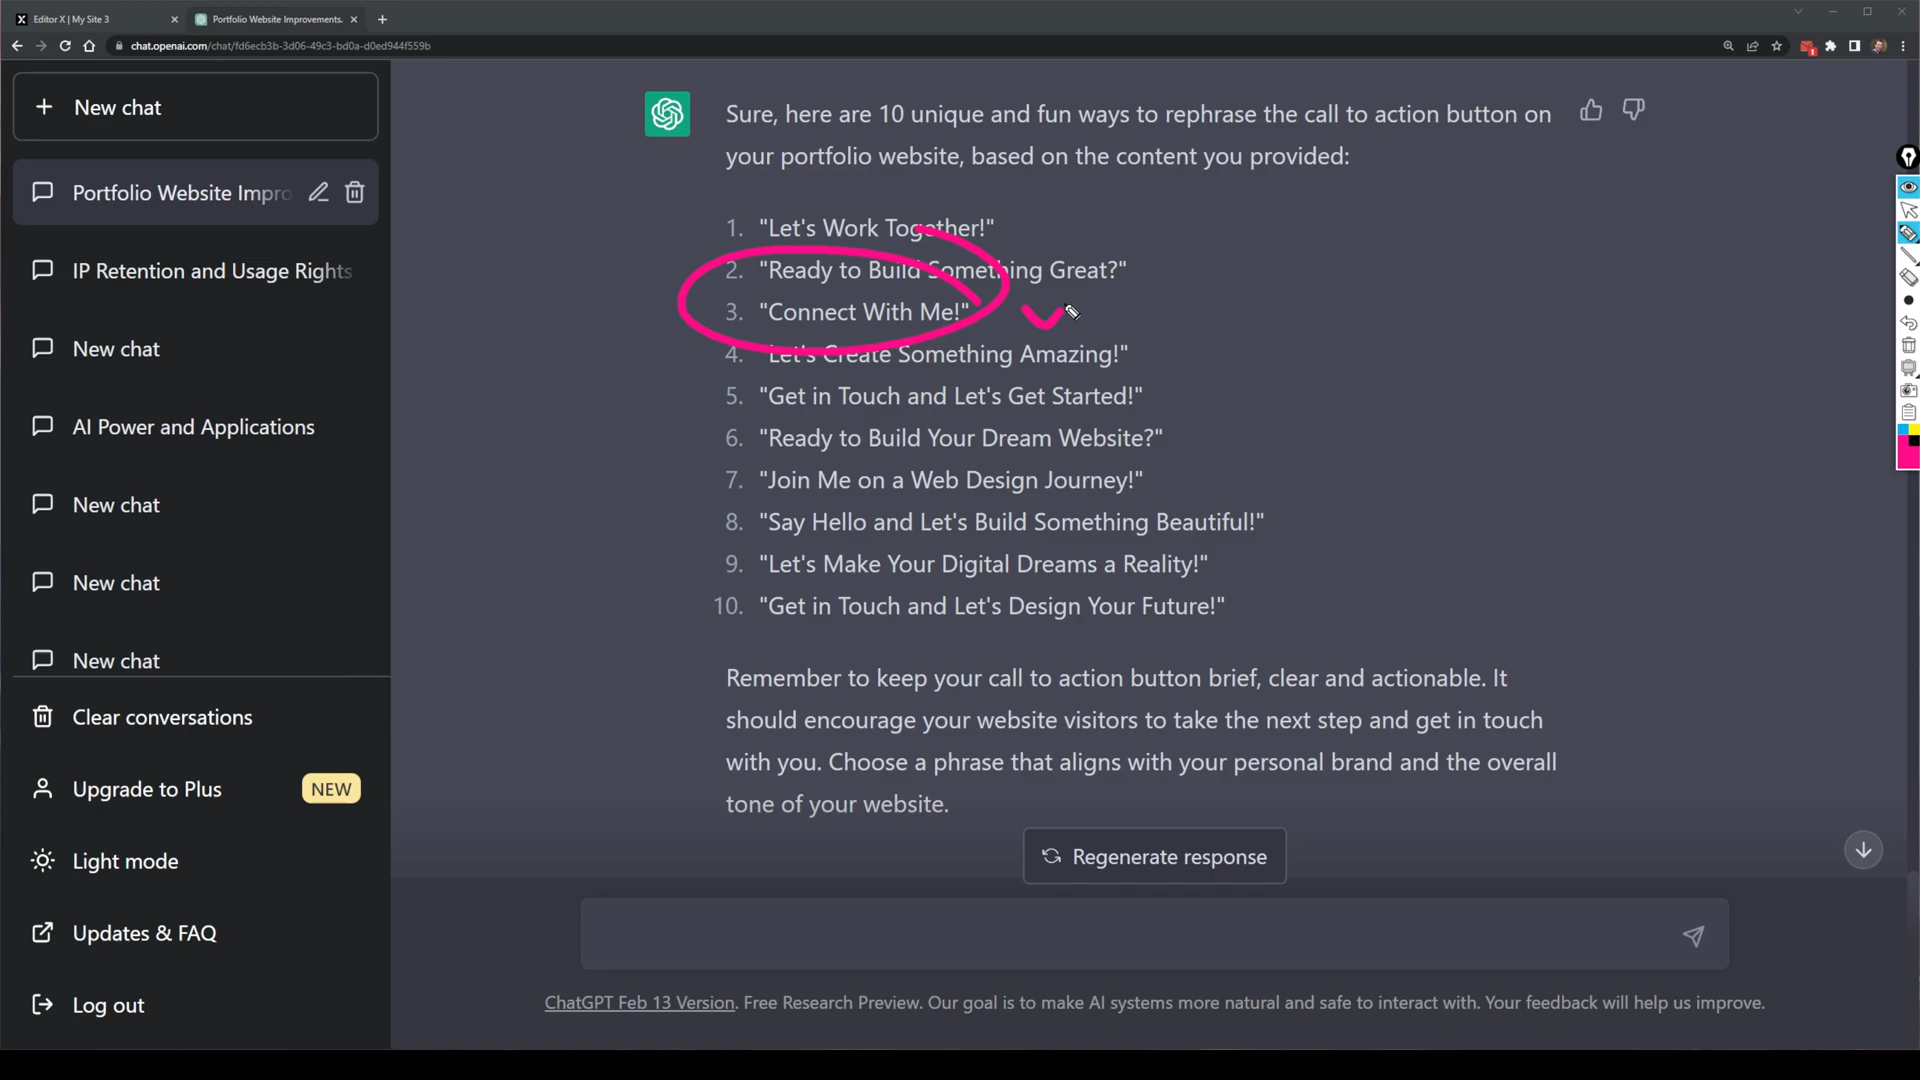 Editor X | My Site 3
Portfolio Website Improvements.
chat.openai.com/chat/fd6ecb3b-3d06-49c3-bd0a-d0ed944f559b
New chat
Portfolio Website Impro
IP Retention and Usage Rights
New chat
AI Power and Applications
New chat
New chat
New chat
Clear conversations
Upgrade to Plus NEW
Light mode
Updates & FAQ
Log out
Sure, here are 10 unique and fun ways to rephrase the call to action button on
your portfolio website, based on the content you provided:
1. "Let's Work Together!"
2. "Ready to Build Something Great?"
3. "Connect With Me!"
4. "Let's Create Something Amazing!"
5. "Get in Touch and Let's Get Started!"
6. "Ready to Build Your Dream Website?"
7. "Join Me on a Web Design Journey!"
8. "Say Hello and Let's Build Something Beautiful!"
9. "Let's Make Your Digital Dreams a Reality!"
10. "Get in Touch and Let's Design Your Future!"
Remember to keep your call to action button brief, clear and actionable. It
should encourage your website visitors to take the next step and get in touch
with you. Choose a phrase that aligns with your personal brand and the overall
tone of your website.
Regenerate response
ChatGPT Feb 13 Version. Free Research Preview. Our goal is to make AI systems more natural and safe to interact with. Your feedback will help us improve.